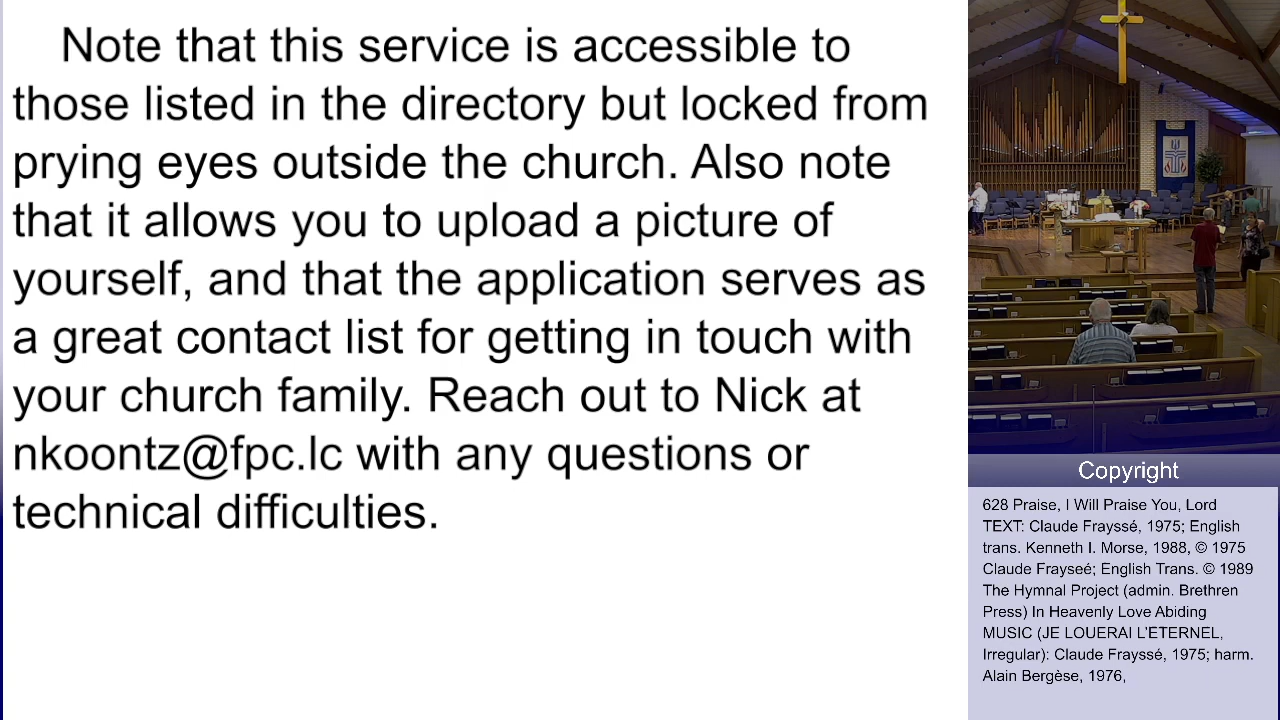 Note that this service is accessible to
those listed in the directory but locked from
prying eyes outside the church. Also note
that it allows you to upload a picture of
yourself, and that the application serves as
a great contact list for getting in touch with
your church family. Reach out to Nick at
nkoontz@fpc.lc with any questions or
technical difficulties.
Copyright
628 Praise, I Will Praise You, Lord
TEXT: Claude Frayssé, 1975; English
trans. Kenneth I. Morse, 1988, © 1975
Claude Frayseé; English Trans. © 1989
The Hymnal Project (admin. Brethren
Press) In Heavenly Love Abiding
MUSIC (JE LOUERAI L'ETERNEL,
Irregular): Claude Frayssé, 1975; harm.
Alain Bergèse, 1976,